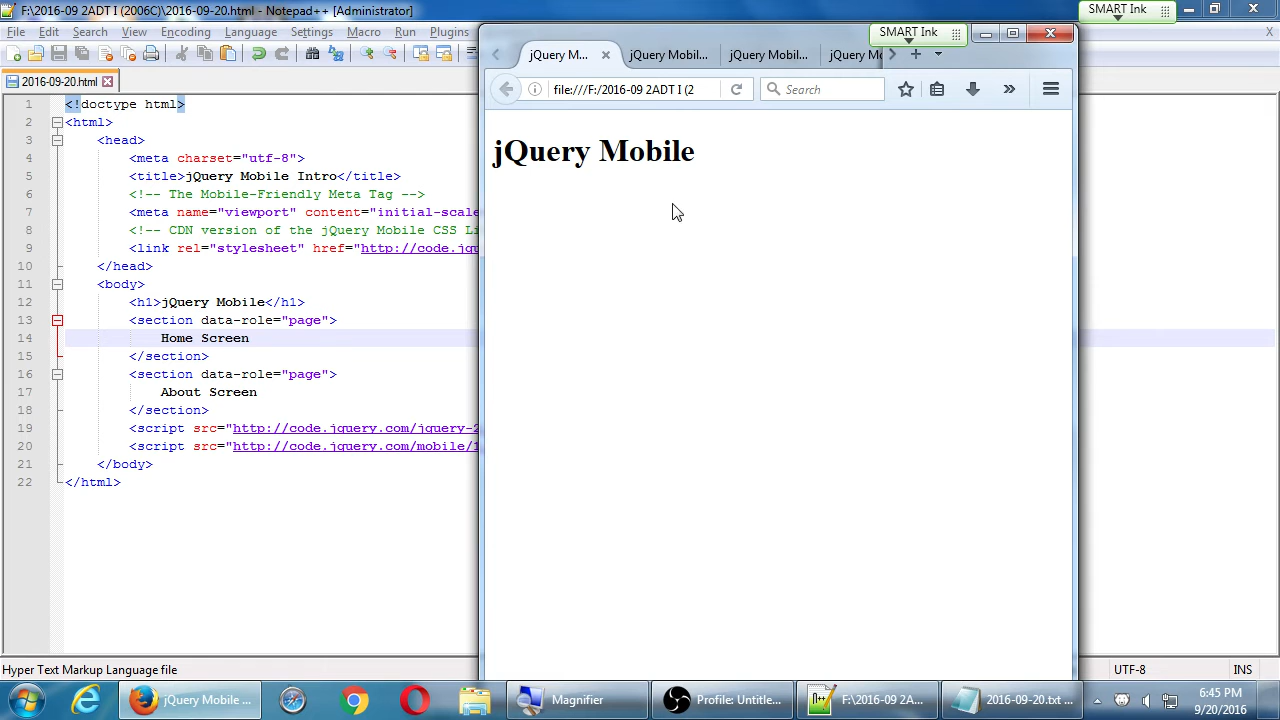 F:\2016-09 2ADT I (2006C)\2016-09-20.html - Notepad++ [Administrator]
SMART Ink
File Edit Search View Encoding Language Settings Macro Run Plugins
X
2016-09-20.html
1 <!doctype html>
2 <html>
3 <head>
4 <meta charset="utf-8">
5 <title>jQuery Mobile Intro</title>
6 <!-- The Mobile-Friendly Meta Tag -->
7 <meta name="viewport" content="initial-scale
8 <!-- CDN version of the jQuery Mobile CSS Li
9 <link rel="stylesheet" href="http://code.jqu
10 </head>
11 <body>
12 <h1>jQuery Mobile</h1>
13 <section data-role="page">
14 Home Screen
15 </section>
16 <section data-role="page">
17 About Screen
18 </section>
19 <script src="http://code.jquery.com/jquery-2
20 <script src="http://code.jquery.com/mobile/1
21 </body>
22 </html>
SMART Ink
jQuery M... jQuery Mobil... jQuery Mobil... jQuery Mo
file:///F:/2016-09 2ADT I (2
Search
jQuery Mobile
Hyper Text Markup Language file
UTF-8 INS
jQuery Mobile ...
Magnifier
Profile: Untitle...
F:\2016-09 2A...
2016-09-20.txt ...
6:45 PM
9/20/2016